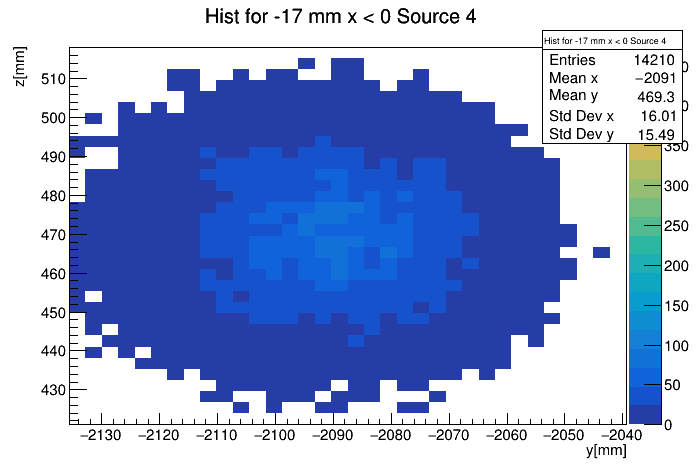 Hist for -17 mm x < 0 Source 4
Hist for -17 mm x < 0 Source 4
Entries 14210
Mean x −2091
Mean y 469.3
Std Dev x 16.01
Std Dev y 15.49
z[mm]
510
500
490
480
470
460
450
440
430
0
0
350
300
250
200
150
100
50
0
−2130 −2120 −2110 −2100 −2090 −2080 −2070 −2060 −2050 −2040
y[mm]